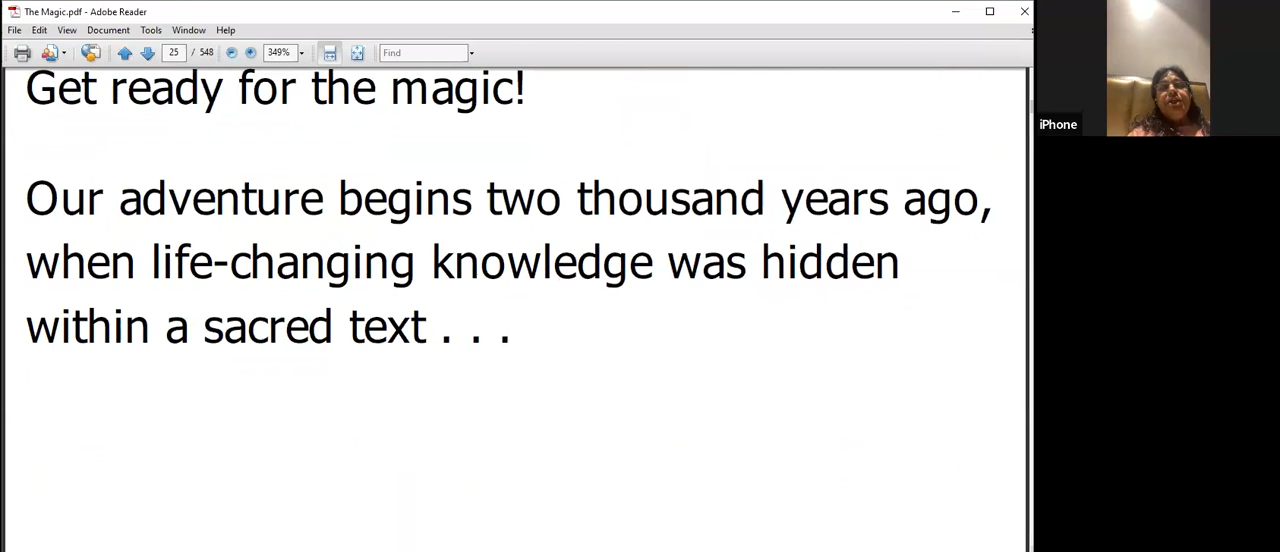 The Magic.pdf - Adobe Reader
File Edit View Document Tools Window Help
25 / 548 349% Find
Get ready for the magic!
Our adventure begins two thousand years ago,
when life-changing knowledge was hidden
within a sacred text . . .
iPhone